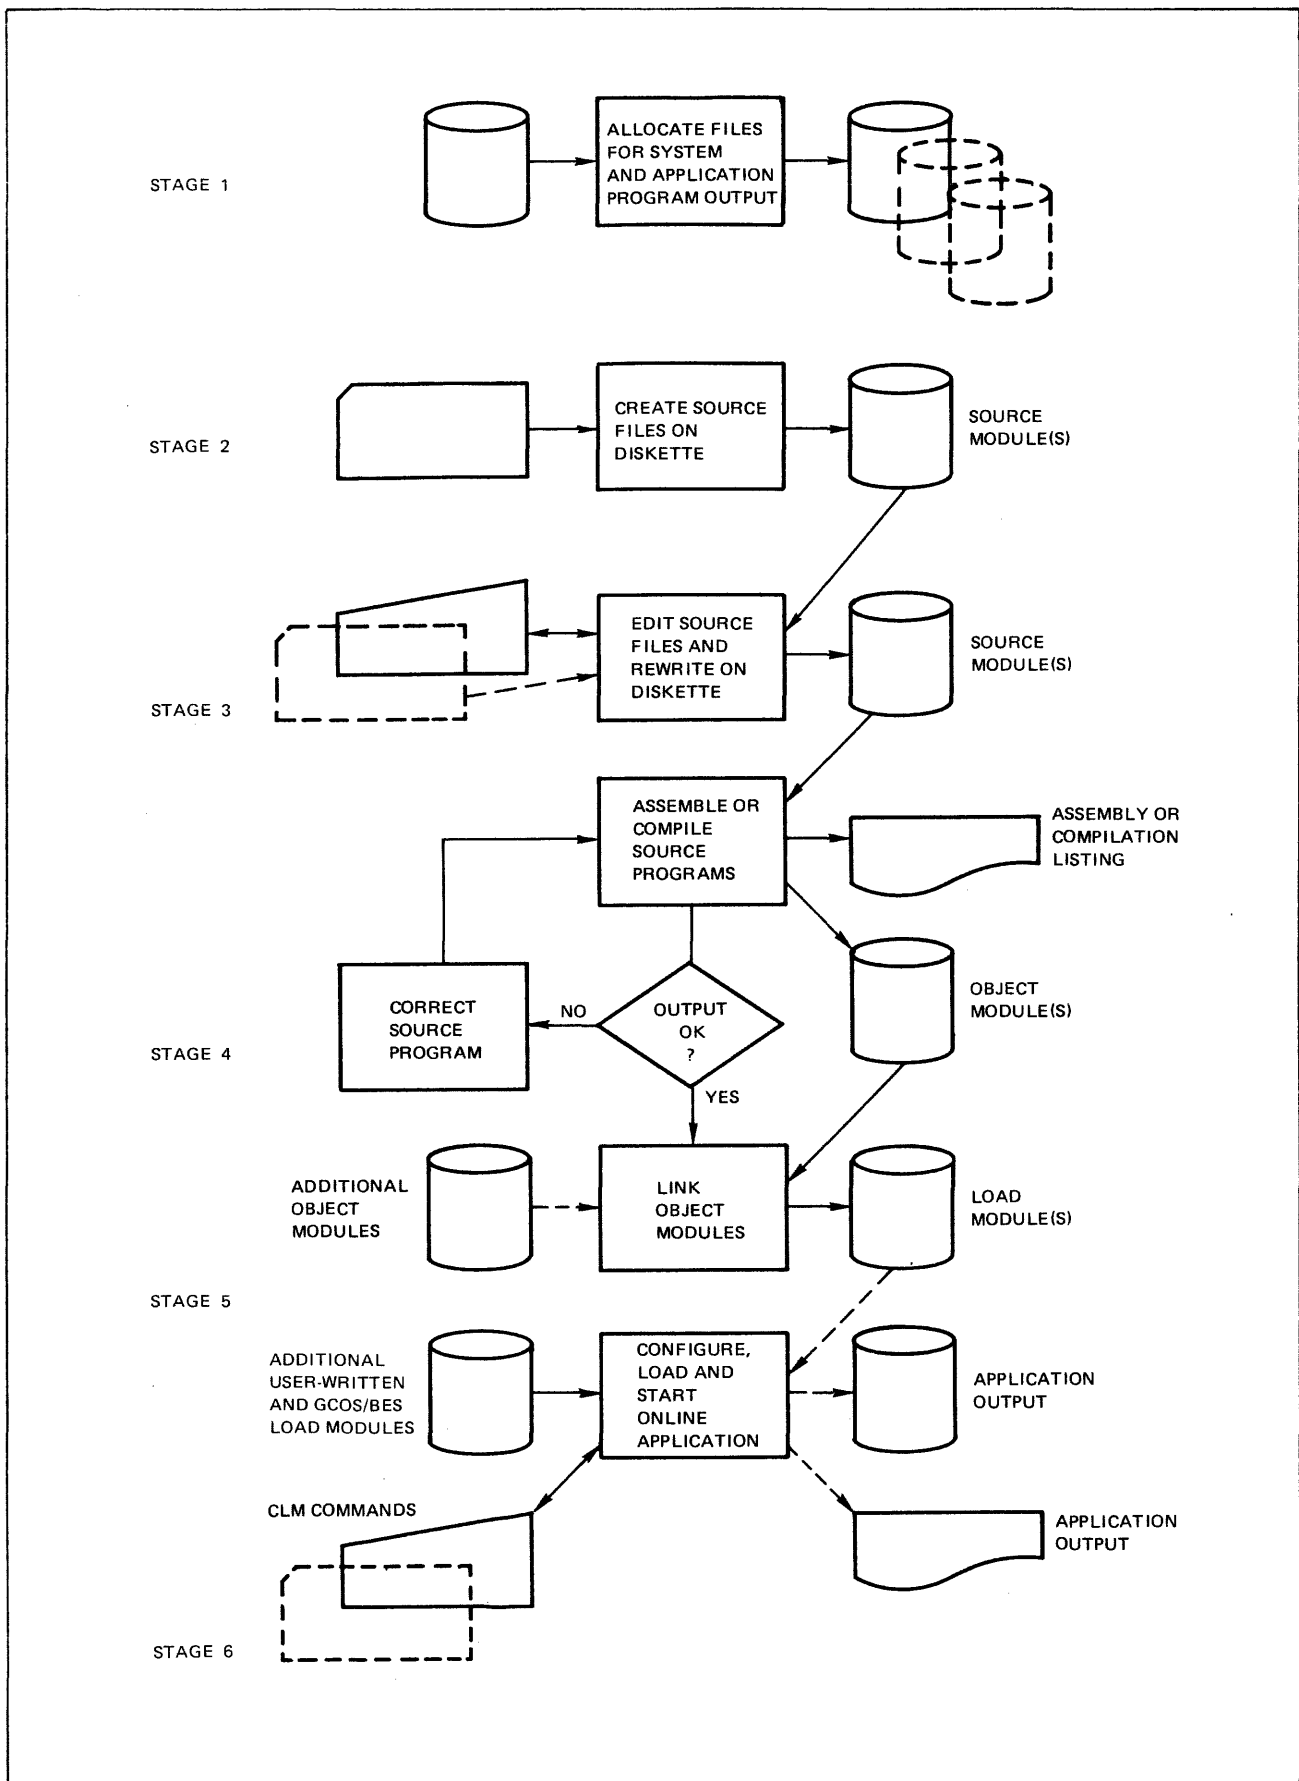 STAGE 1
ALLOCATE FILES
FOR SYSTEM
AND APPLICATION
PROGRAM OUTPUT
STAGE 2
CREATE SOURCE
FILES ON
DISKETTE
SOURCE
MODULE(S)
STAGE 3
EDIT SOURCE
FILES AND
REWRITE ON
DISKETTE
SOURCE
MODULE(S)
ASSEMBLE OR
COMPILE
SOURCE
PROGRAMS
ASSEMBLY OR
COMPILATION
LISTING
STAGE 4
CORRECT
SOURCE
PROGRAM
NO
OUTPUT
OK
?
YES
OBJECT
MODULE(S)
ADDITIONAL
OBJECT
MODULES
LINK
OBJECT
MODULES
LOAD
MODULE(S)
STAGE 5
ADDITIONAL
USER-WRITTEN
AND GCOS/BES
LOAD MODULES
CONFIGURE,
LOAD AND
START
ONLINE
APPLICATION
APPLICATION
OUTPUT
CLM COMMANDS
APPLICATION
OUTPUT
STAGE 6